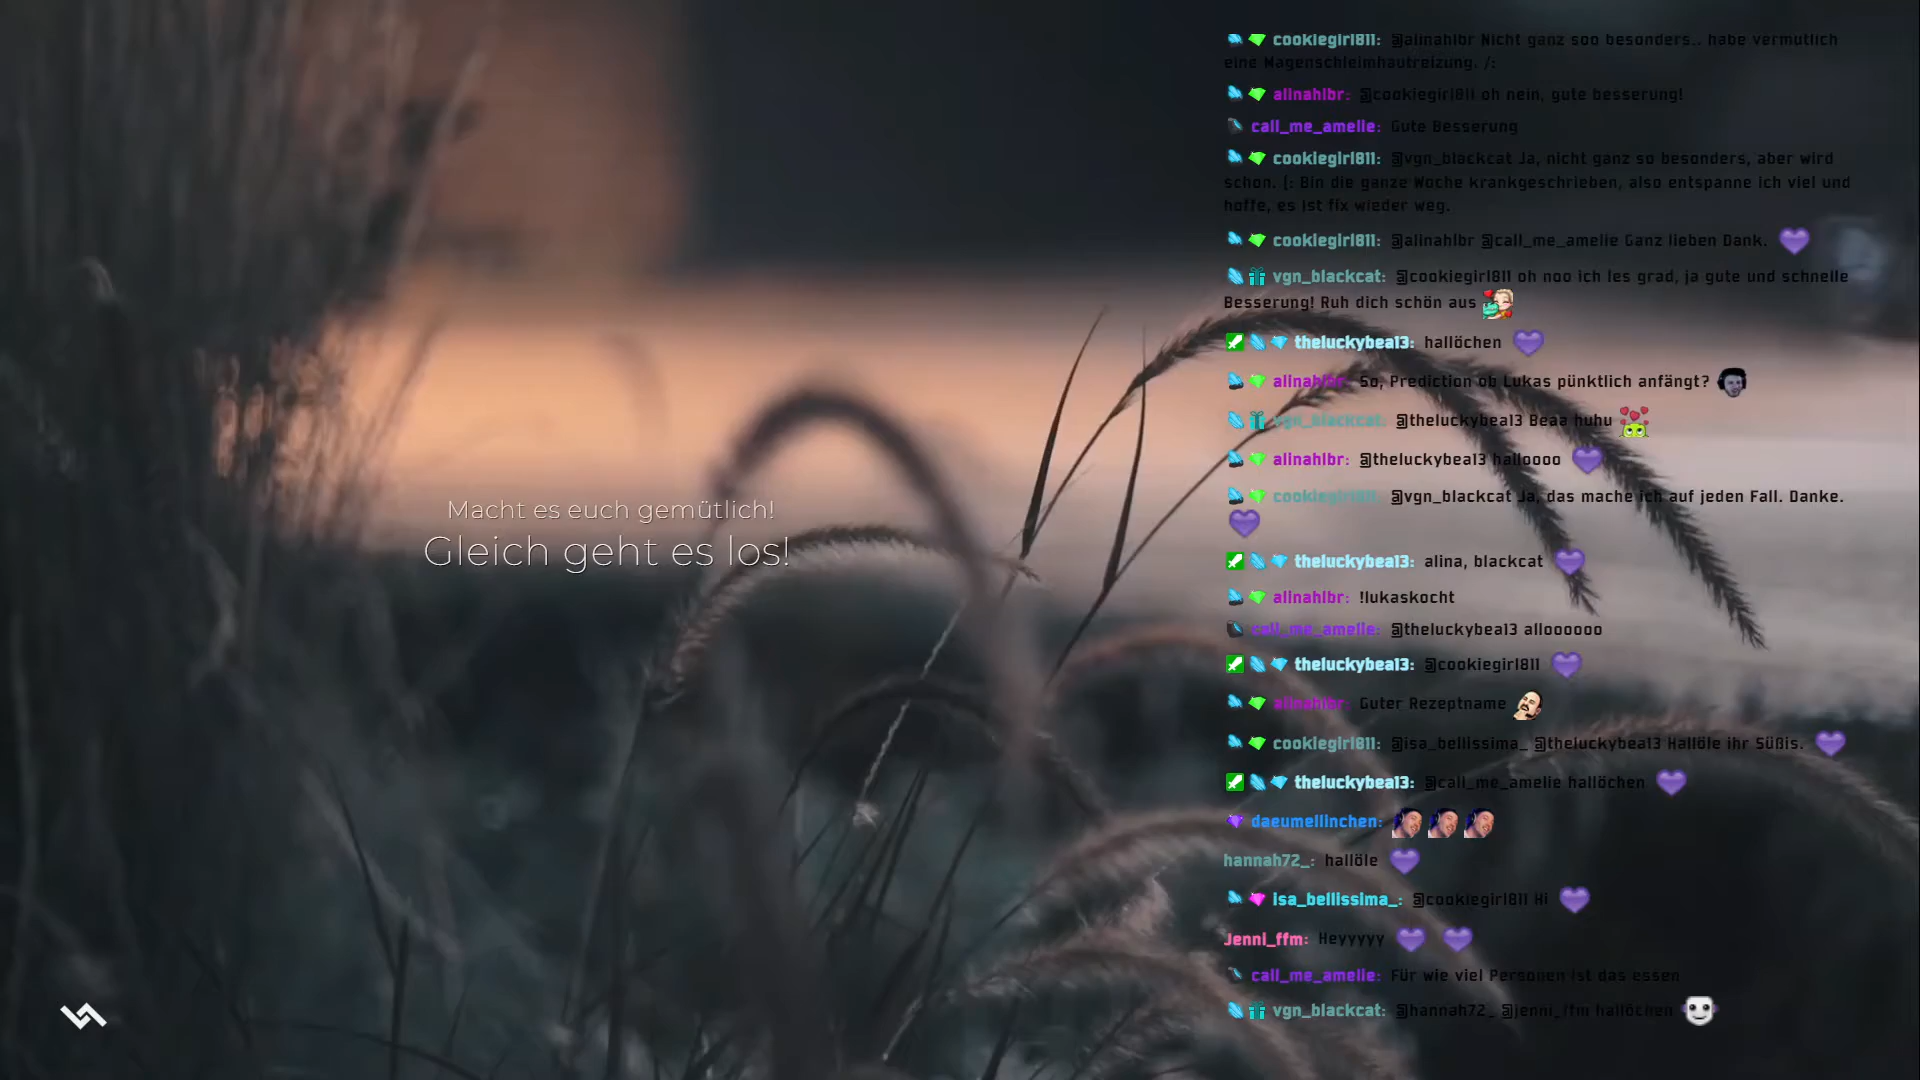 cookiegirl811: @alinahlbr Nicht ganz soo besonders.. habe vermutlich
eine Magenschleimhautreizung. /:
alinahlbr: @cookiegirl811 oh nein, gute besserung!
call_me_amelie: Gute Besserung
cookiegirl811: @vgn_blackcat Ja, nicht ganz so besonders, aber wird
schon. (: Bin die ganze Woche krankgeschrieben, also entspanne ich viel und
hoffe, es ist fix wieder weg.
cookiegirl811: @alinahlbr @call_me_amelie Ganz lieben Dank.
vgn_blackcat: @cookiegirl811 oh noo ich les grad, ja gute und schnelle
Besserung! Ruh dich schön aus
theluckybea13: hallöchen
alinahlbr: So, Prediction ob Lukas pünktlich anfängt?
vgn_blackcat: @theluckybea13 Beaa huhu
alinahlbr: @theluckybea13 halloooo
cookiegirl811: @vgn_blackcat Ja, das mache ich auf jeden Fall. Danke.
Macht es euch gemütlich!
Gleich geht es los!
theluckybea13: alina, blackcat
alinahlbr: !lukaskocht
call_me_amelie: @theluckybea13 alloooooo
theluckybea13: @cookiegirl811
alinahlbr: Guter Rezeptname
cookiegirl811: @isa_bellissima_ @theluckybea13 Hallöle ihr Süßis.
theluckybea13: @call_me_amelie hallöchen
daeumelinchen:
hannah72_: hallöle
isa_bellissima_: @cookiegirl811 Hi
Jenni_ffm: Heyyyyy
call_me_amelie: Für wie viel Personen ist das essen
vgn_blackcat: @hannah72_ @jenni_ffm hallöchen